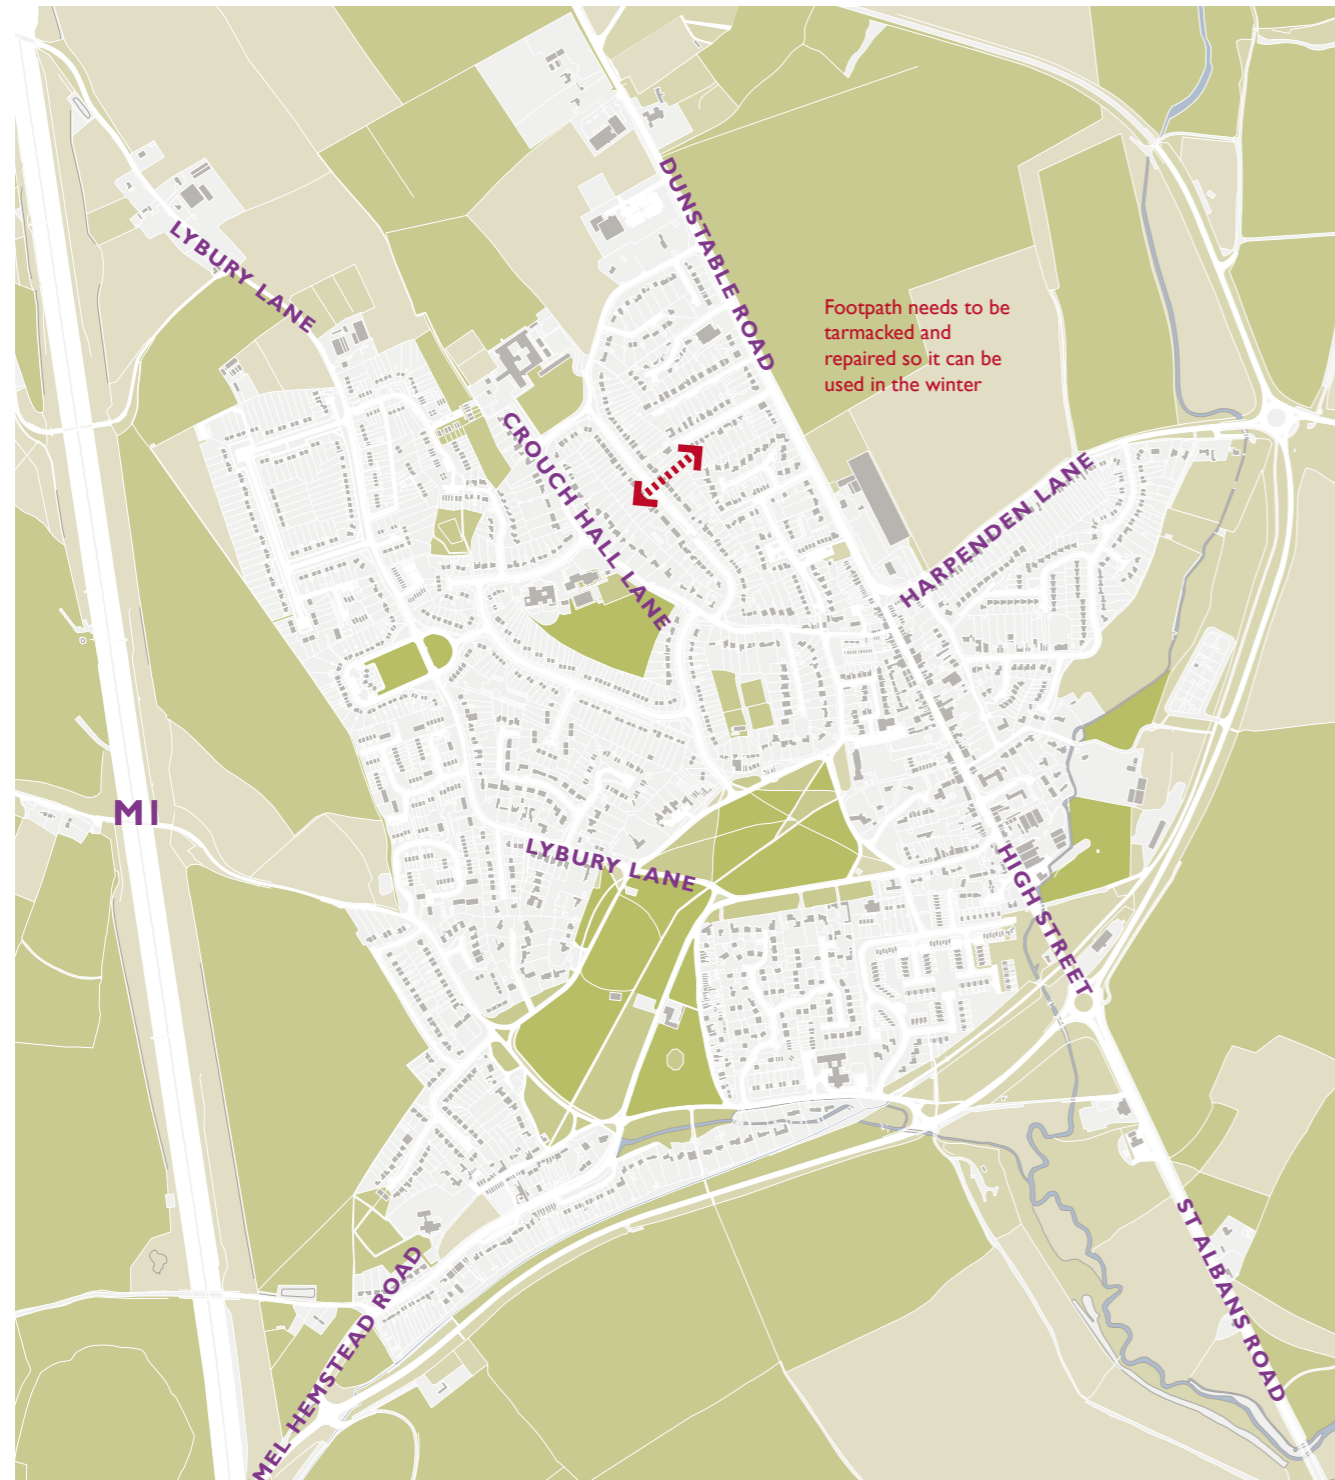 DUNSTABLE ROAD
LYBURY LANE
Footpath needs to be
tarmacked and
repaired so it can be
used in the winter
CROUCH HALL LANE
HARPENDEN LANE
M1
LYBURY LANE
HIGH STREET
ST ALBANS ROAD
MEL HEMSTEAD ROAD